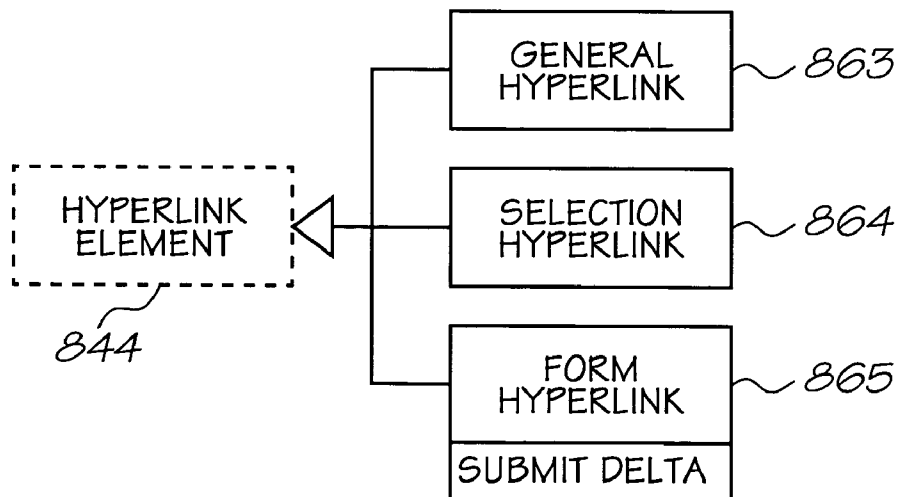 GENERAL
HYPERLINK
863
HYPERLINK
ELEMENT
844
SELECTION
HYPERLINK
864
FORM
HYPERLINK
865
SUBMIT DELTA